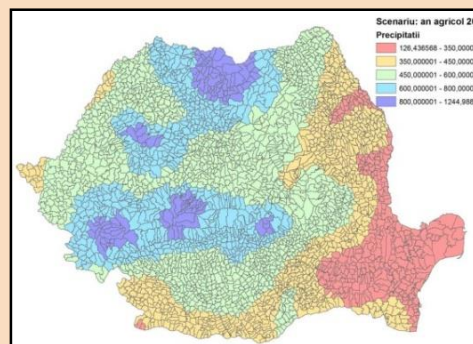 Scenariu: an agricol 20
Precipitatii
126,436568 - 350,0000
350,000001 - 450,0000
450,000001 - 600,0000
600,000001 - 800,0000
800,000001 - 1244,988